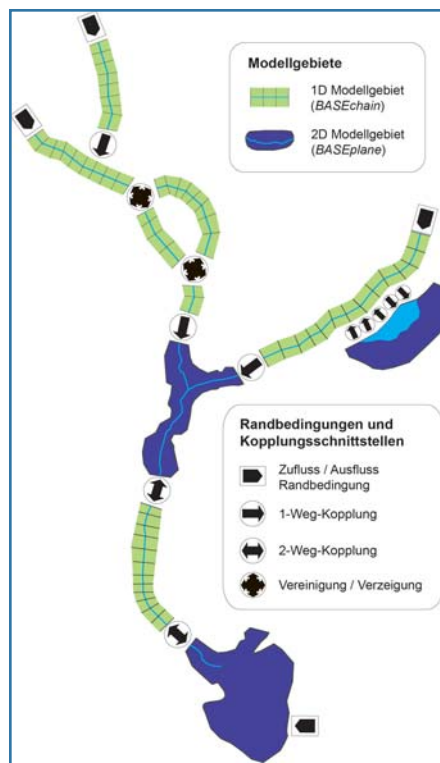 Modellgebiete
1D Modellgebiet
(BASEchain)
2D Modellgebiet
(BASEplane)
Randbedingungen und
Kopplungsschnittstellen
Zufluss / Ausfluss
Randbedingung
1-Weg-Kopplung
2-Weg-Kopplung
Vereinigung / Verzeigung